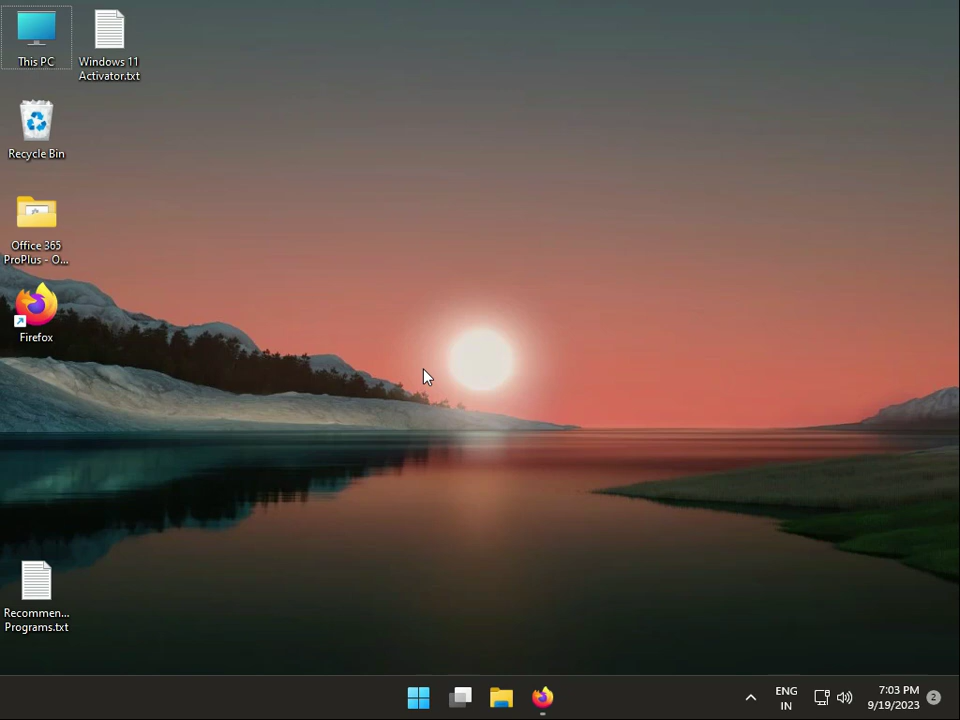 This PC
Windows 11
Activator.txt
Recycle Bin
Office 365
ProPlus - O...
Firefox
Recommen...
Programs.txt
ENG
IN
7:03 PM
9/19/2023
2